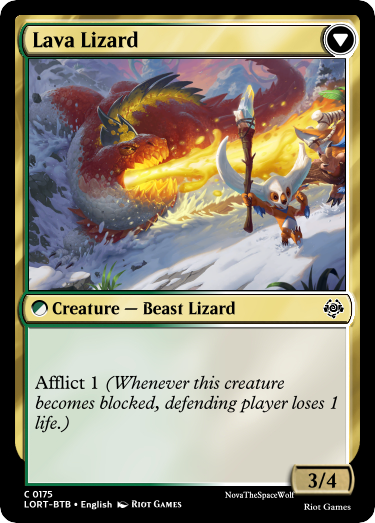 Lava Lizard
Creature — Beast Lizard
Afflict 1 (Whenever this creature
becomes blocked, defending player loses 1
life.)
3/4
C 0175
LORT-BTB • English Riot Games
NovaTheSpaceWolf
Riot Games